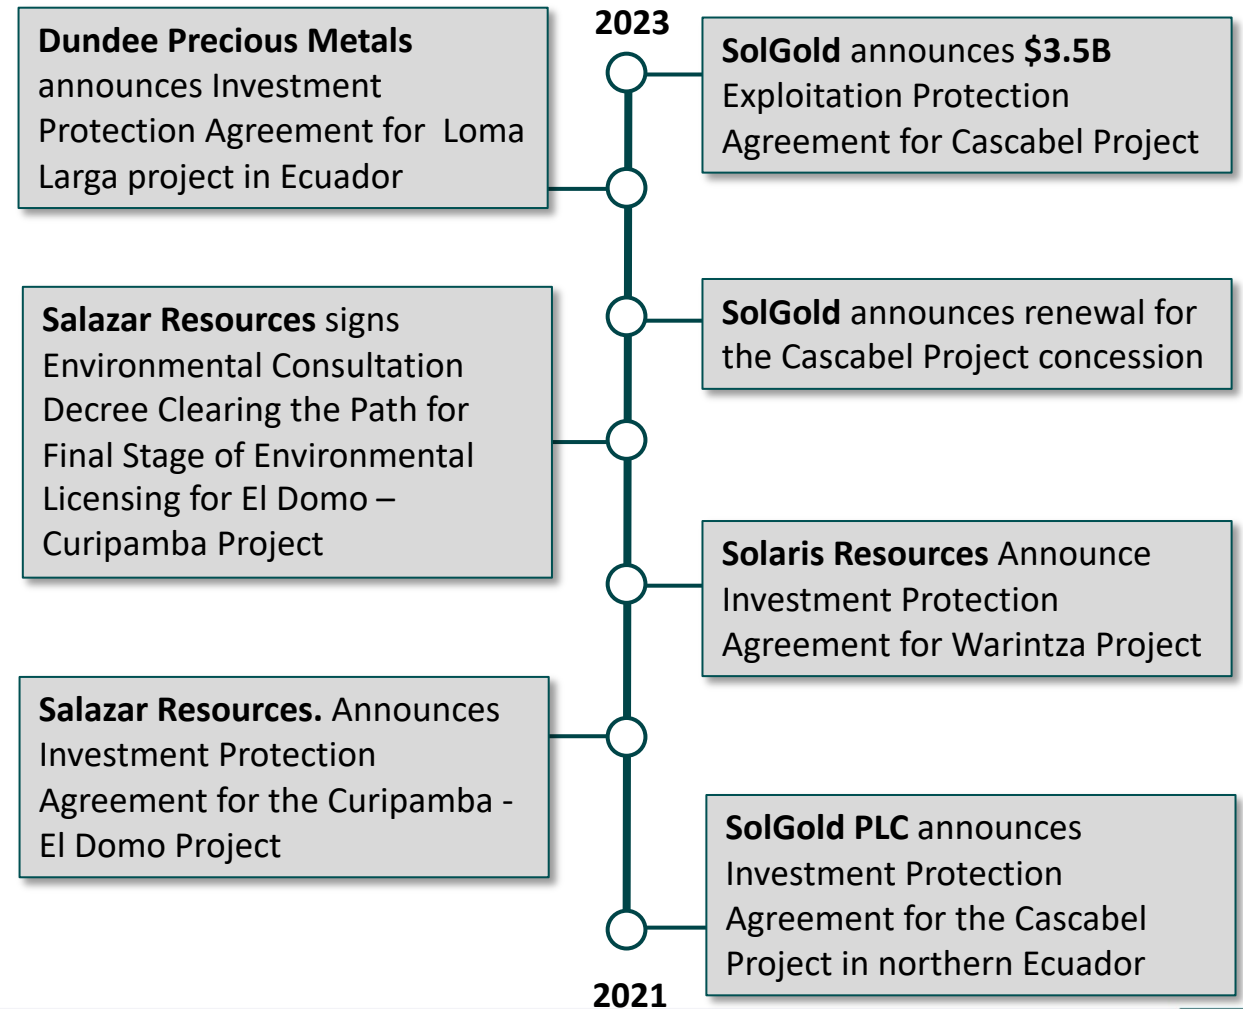 2023
Dundee Precious Metals
announces Investment
Protection Agreement for Loma
Larga project in Ecuador
SolGold announces $3.5B
Exploitation Protection
Agreement for Cascabel Project
Salazar Resources signs
Environmental Consultation
Decree Clearing the Path for
Final Stage of Environmental
Licensing for El Domo –
Curipamba Project
SolGold announces renewal for
the Cascabel Project concession
Solaris Resources Announce
Investment Protection
Agreement for Warintza Project
Salazar Resources. Announces
Investment Protection
Agreement for the Curipamba -
El Domo Project
SolGold PLC announces
Investment Protection
Agreement for the Cascabel
Project in northern Ecuador
2021